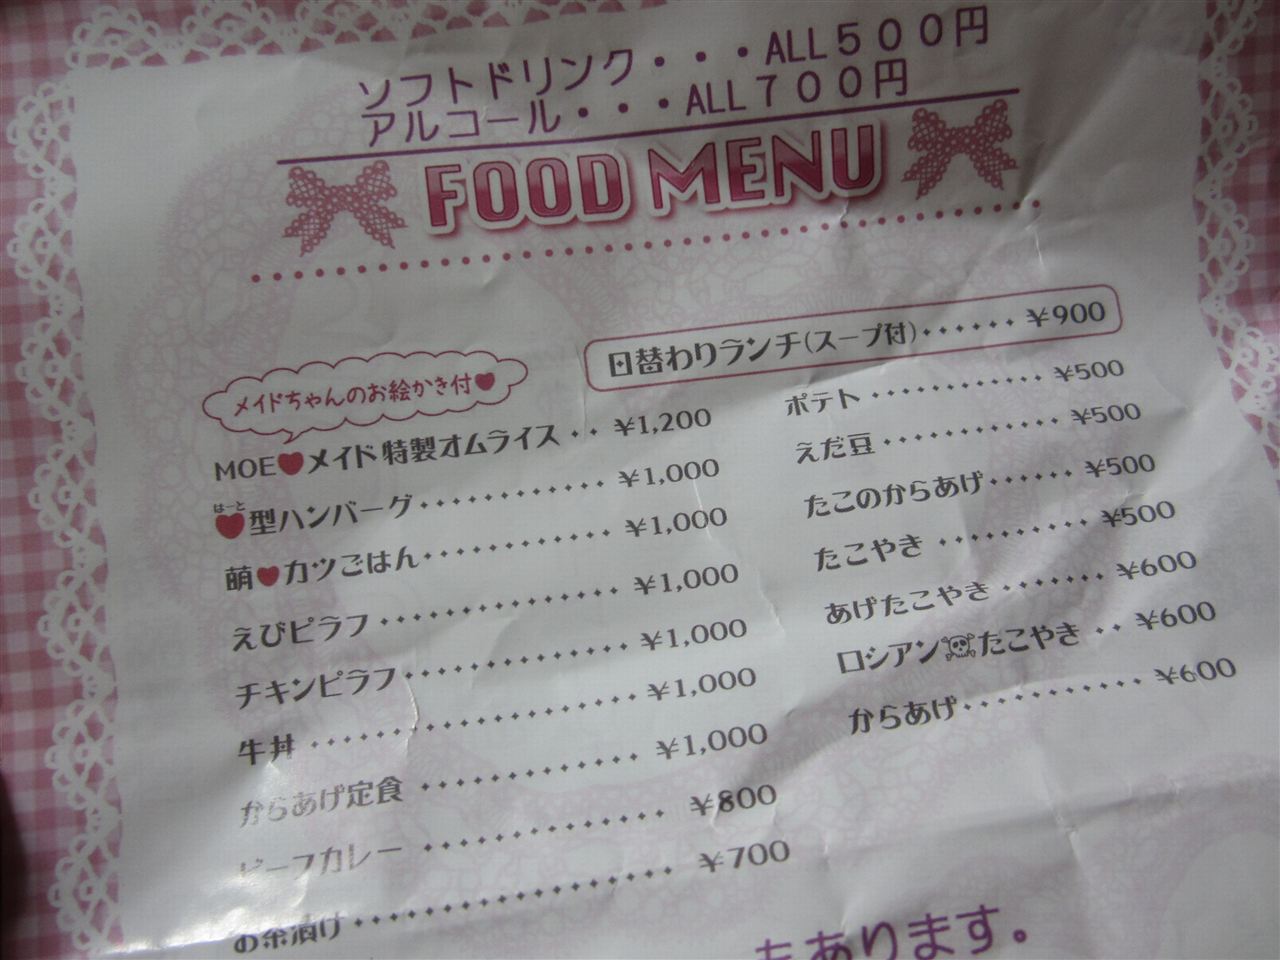 ソフトドリンク・・・ALL５００円
アルコール・・・ALL７００円
FOOD MENU
日替わりランチ(スープ付)・・・・・・¥900
メイドちゃんのお絵かき付♥
MOE♥メイド特製オムライス・・¥1,200
はーと
♥型ハンバーグ・・・・・・・・・・・・¥1,000
萌♥カツごはん・・・・・・・・・・・・¥1,000
えびピラフ・・・・・・・・・・・・・・・¥1,000
チキンピラフ・・・・・・・・・・・・・・¥1,000
牛丼・・・・・・・・・・・・・・・・・・・・¥1,000
からあげ定食・・・・・・・・・・・・・・¥1,000
ビーフカレー・・・・・・・・・・・・・・・¥800
お茶漬け・・・・・・・・・・・・・・・・・・・・¥700
ポテト・・・・・・・・・・・・¥500
えだ豆・・・・・・・・・・・・¥500
たこのからあげ・・・・・・¥500
たこやき・・・・・・・・・・¥500
あげたこやき・・・・・・・¥600
ロシアン☠たこやき・・¥600
からあげ・・・・・・・・・・・・¥600
もあります。